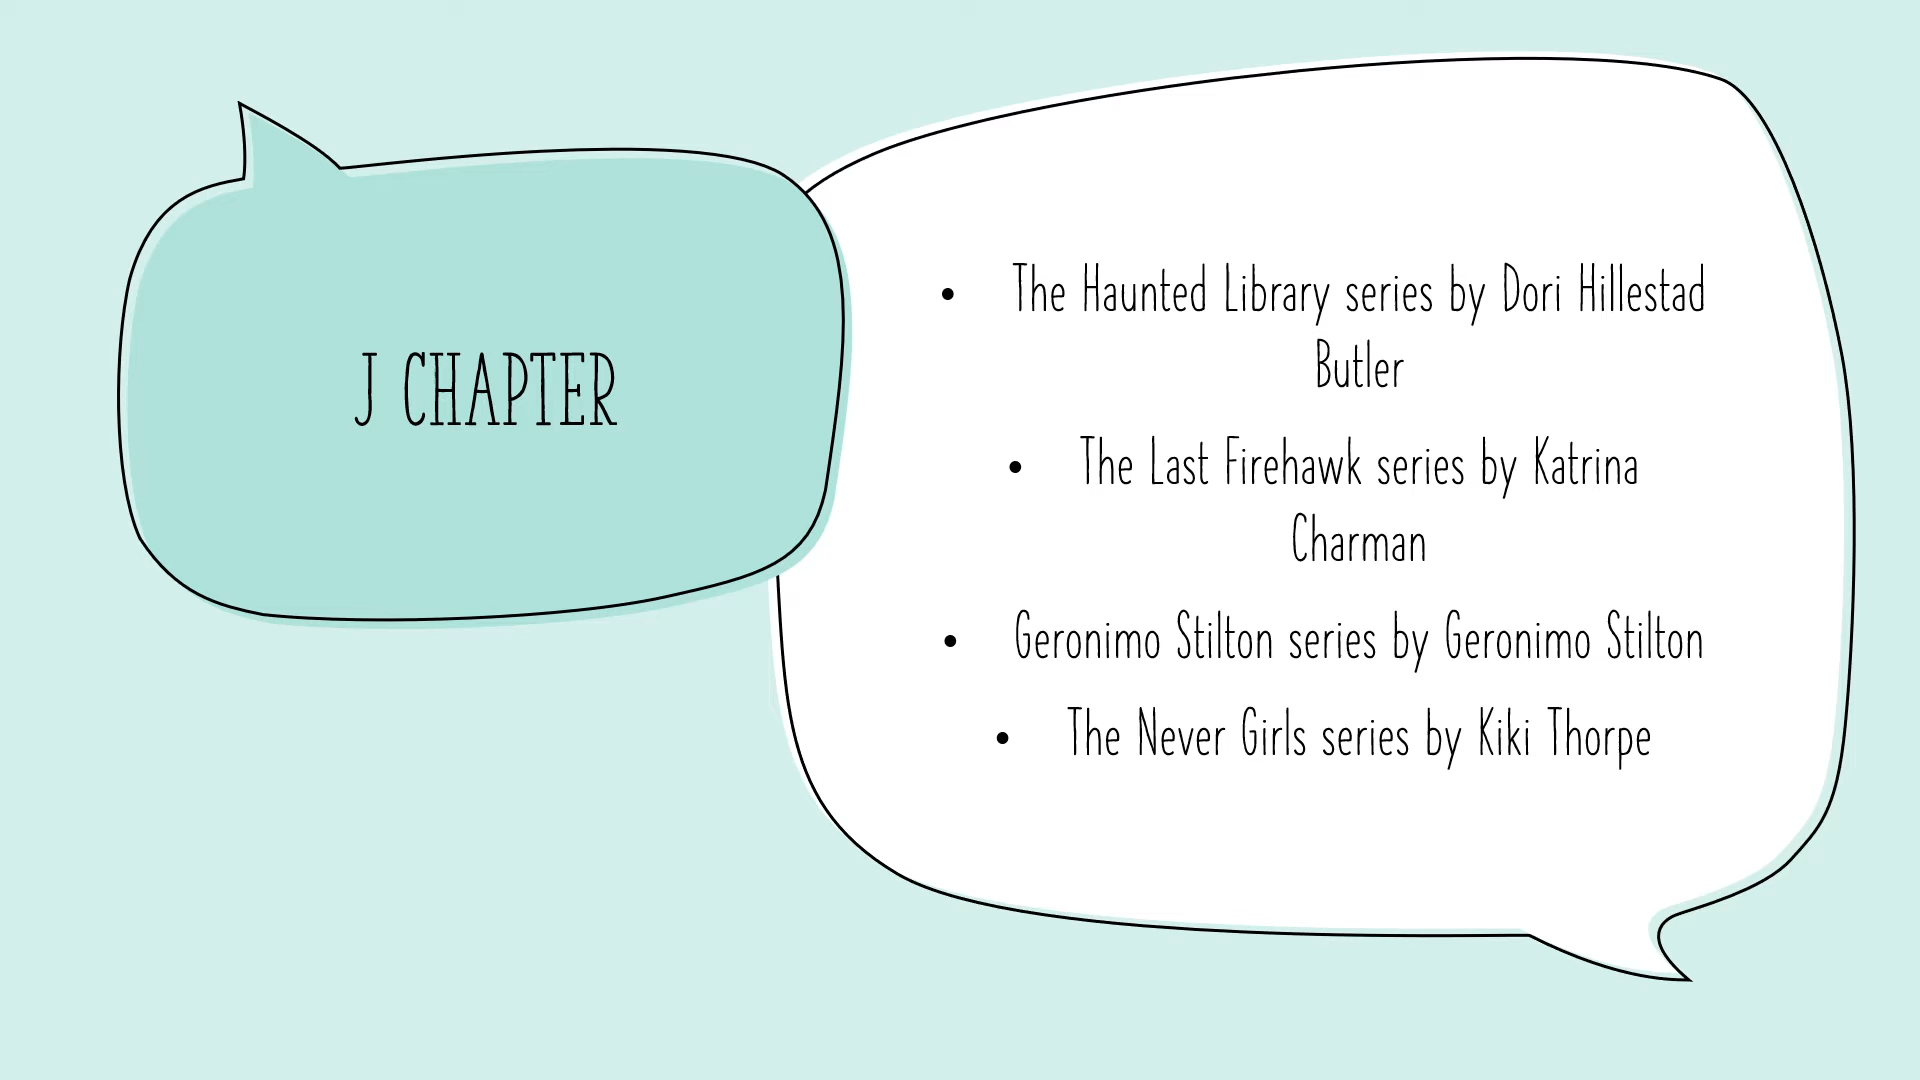 J CHAPTER
• The Haunted Library series by Dori Hillestad
Butler
• The Last Firehawk series by Katrina
Charman
• Geronimo Stilton series by Geronimo Stilton
• The Never Girls series by Kiki Thorpe